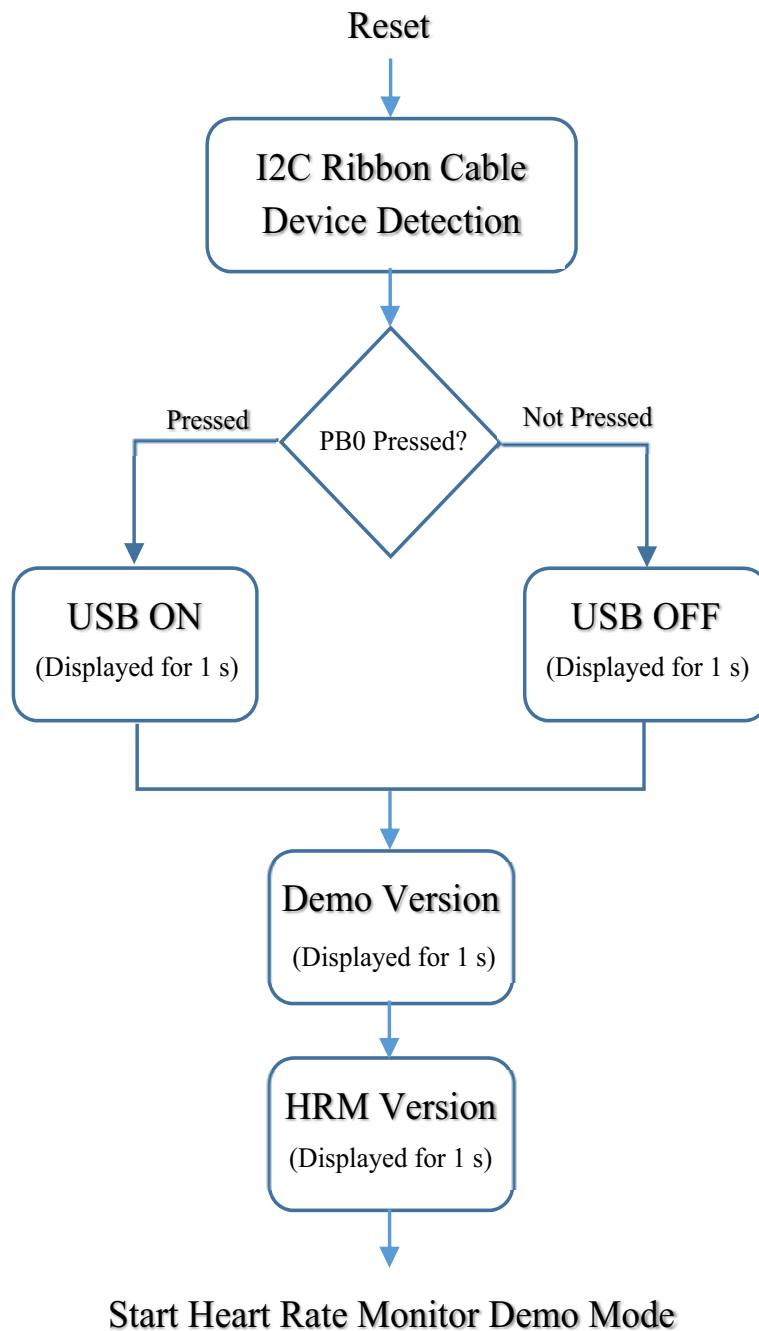 Reset
I2C Ribbon Cable
Device Detection
Pressed
PB0 Pressed?
Not Pressed
USB ON
(Displayed for 1 s)
USB OFF
(Displayed for 1 s)
Demo Version
(Displayed for 1 s)
HRM Version
(Displayed for 1 s)
Start Heart Rate Monitor Demo Mode